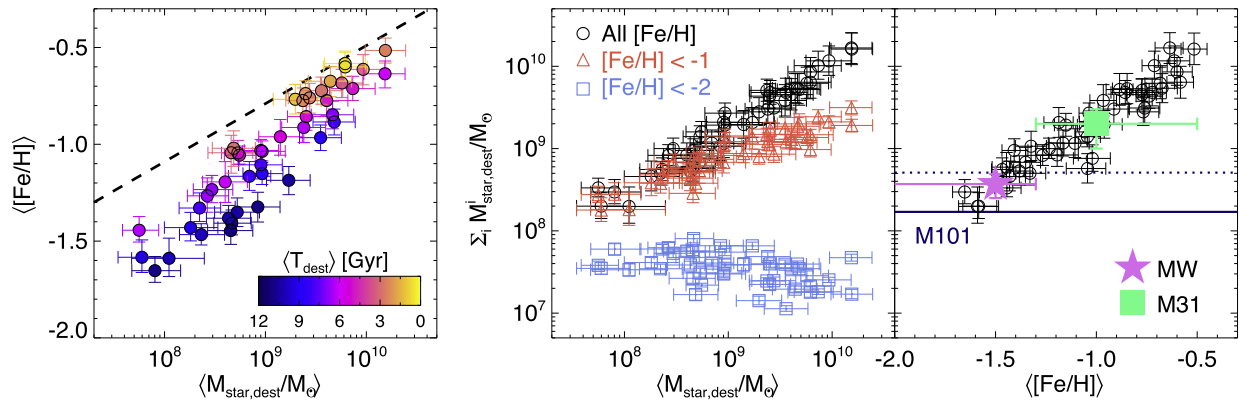 -0.5
-1.0
-1.5
-2.0
⟨[Fe/H]⟩
⟨T_dest⟩ [Gyr]
12 9 6 3 0
10^8 10^9 10^10
⟨M_star,dest/M_⊙⟩
10^10
10^9
10^8
10^7
Σ_i M^i_star,dest/M_⊙
All [Fe/H]
[Fe/H] < -1
[Fe/H] < -2
10^8 10^9 10^10
⟨M_star,dest/M_⊙⟩
M101
MW
M31
-2.0 -1.5 -1.0 -0.5
⟨[Fe/H]⟩